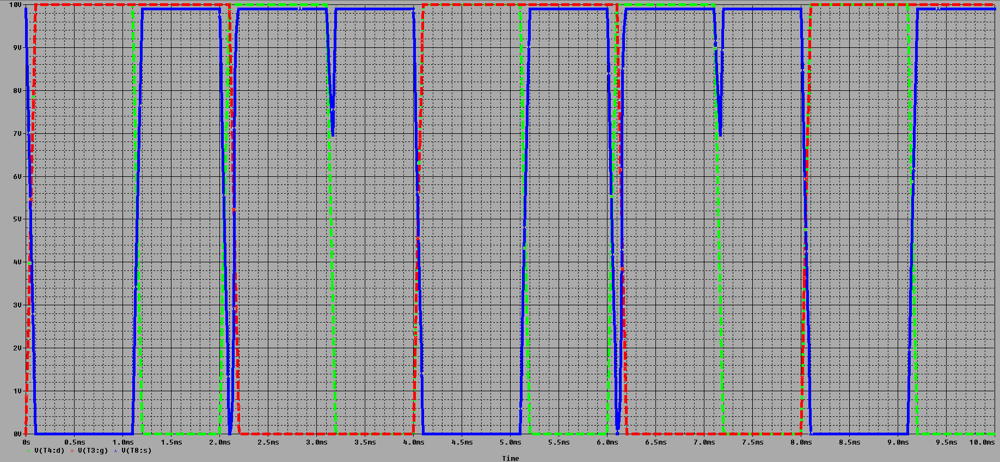 10V
9V
8V
7V
6V
5V
4V
3V
2V
1V
0V
0s 0.5ms 1.0ms 1.5ms 2.0ms 2.5ms 3.0ms 3.5ms 4.0ms 4.5ms 5.0ms 5.5ms 6.0ms 6.5ms 7.0ms 7.5ms 8.0ms 8.5ms 9.0ms 9.5ms 10.0ms
V(T4:d) V(T3:g) V(T8:s)
Time